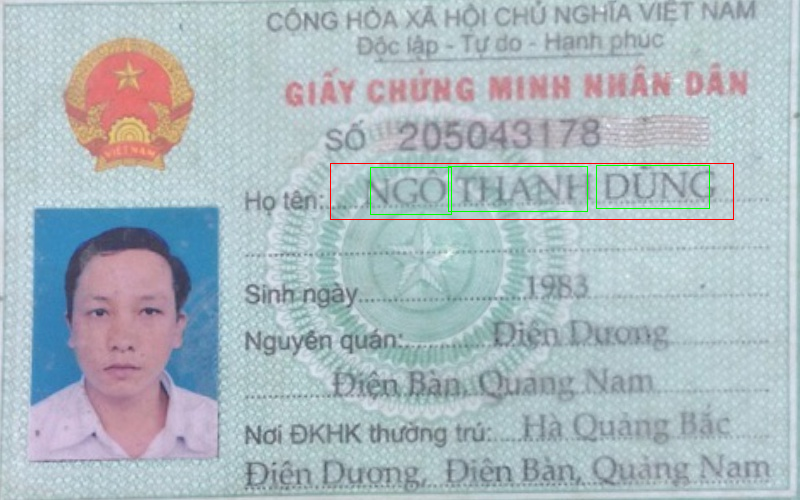 CỘNG HÒA XÃ HỘI CHỦ NGHĨA VIỆT NAM
Độc lập - Tự do - Hạnh phúc
GIẤY CHỨNG MINH NHÂN DÂN
VIỆT NAM
SỐ 205043178
Họ tên: NGÔ THANH DŨNG
Sinh ngày 1983
Nguyên quán: Điện Dương
Điện Bàn, Quảng Nam
Nơi ĐKHK thường trú: Hà Quảng Bắc
Điện Dương, Điện Bàn, Quảng Nam